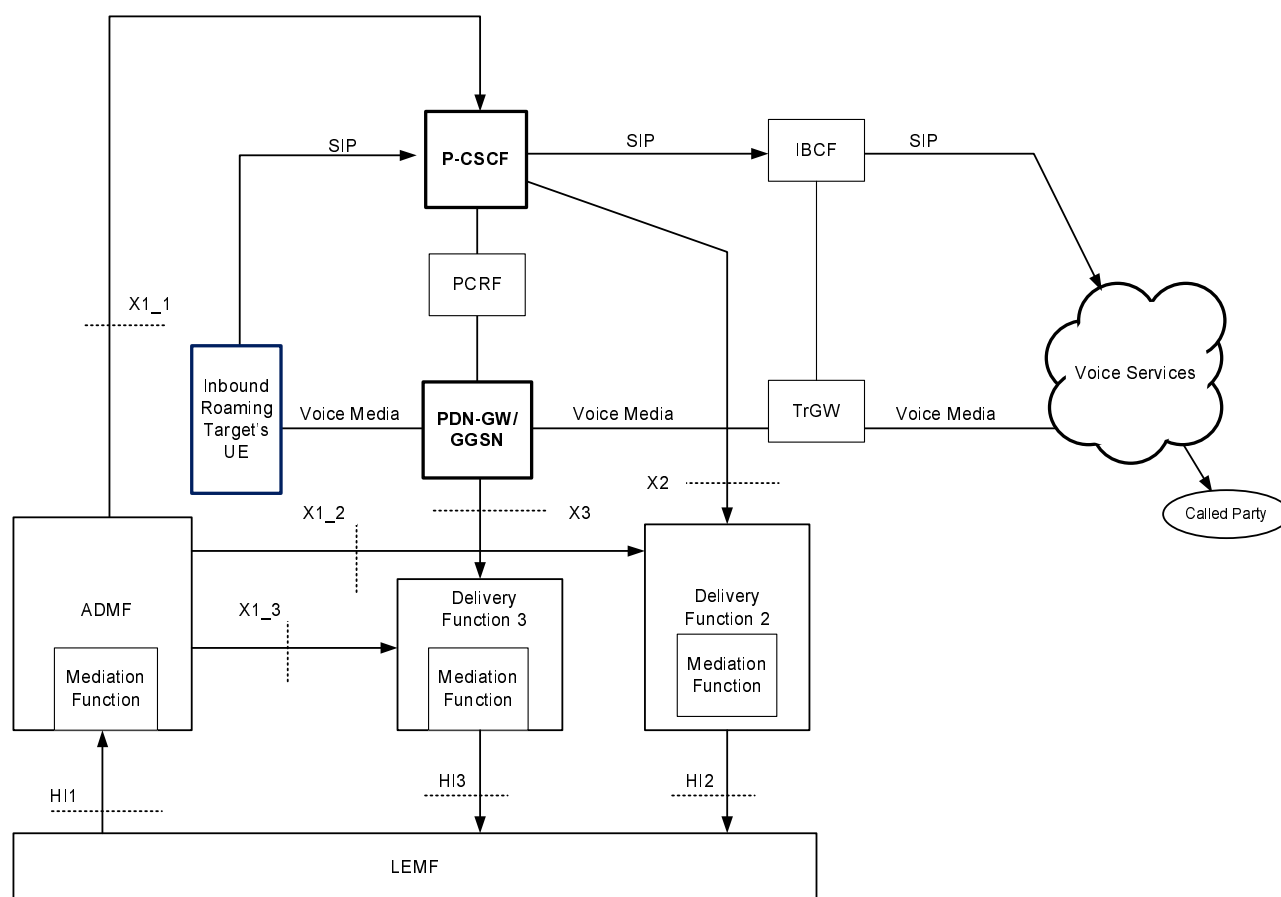 SIP
P-CSCF
SIP
IBCF
SIP
PCRF
X1_1
Inbound
Roaming
Target's
UE
Voice Media
PDN-GW/
GGSN
Voice Media
TrGW
Voice Media
Voice Services
X2
X1_2
X3
Called Party
ADMF
Mediation
Function
X1_3
Delivery
Function 3
Mediation
Function
Delivery
Function 2
Mediation
Function
HI1
HI3
HI2
LEMF